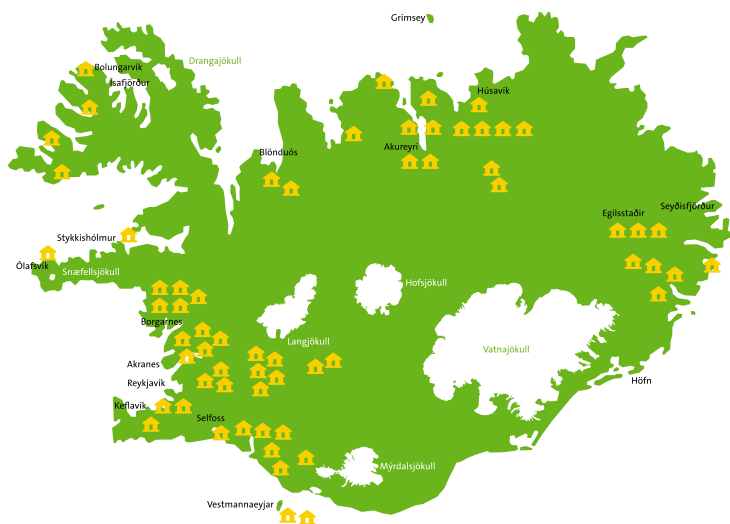 Grímsey
Drangajökull
Bolungarvík
Ísafjörður
Húsavík
Akureyri
Blönduós
Seyðisfjörður
Egilsstaðir
Stykkishólmur
Ólafsvík
Snæfellsjökull
Hofsjökull
Borgarnes
Langjökull
Vatnajökull
Akranes
Reykjavík
Höfn
Keflavík
Selfoss
Mýrdalsjökull
Vestmannaeyjar